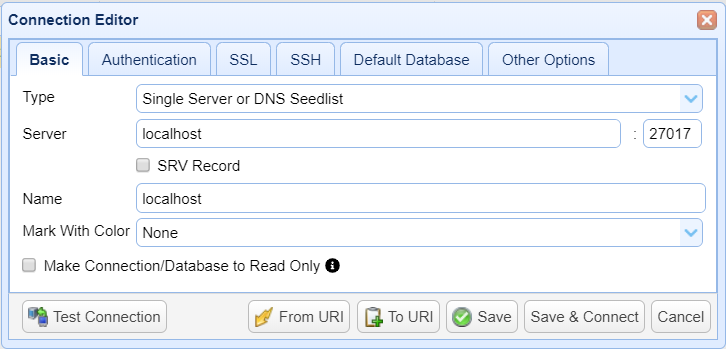 Connection Editor
Basic Authentication SSL SSH Default Database Other Options
Type Single Server or DNS Seedlist
Server localhost : 27017
SRV Record
Name localhost
Mark With Color None
Make Connection/Database to Read Only
Test Connection From URI To URI Save Save & Connect Cancel